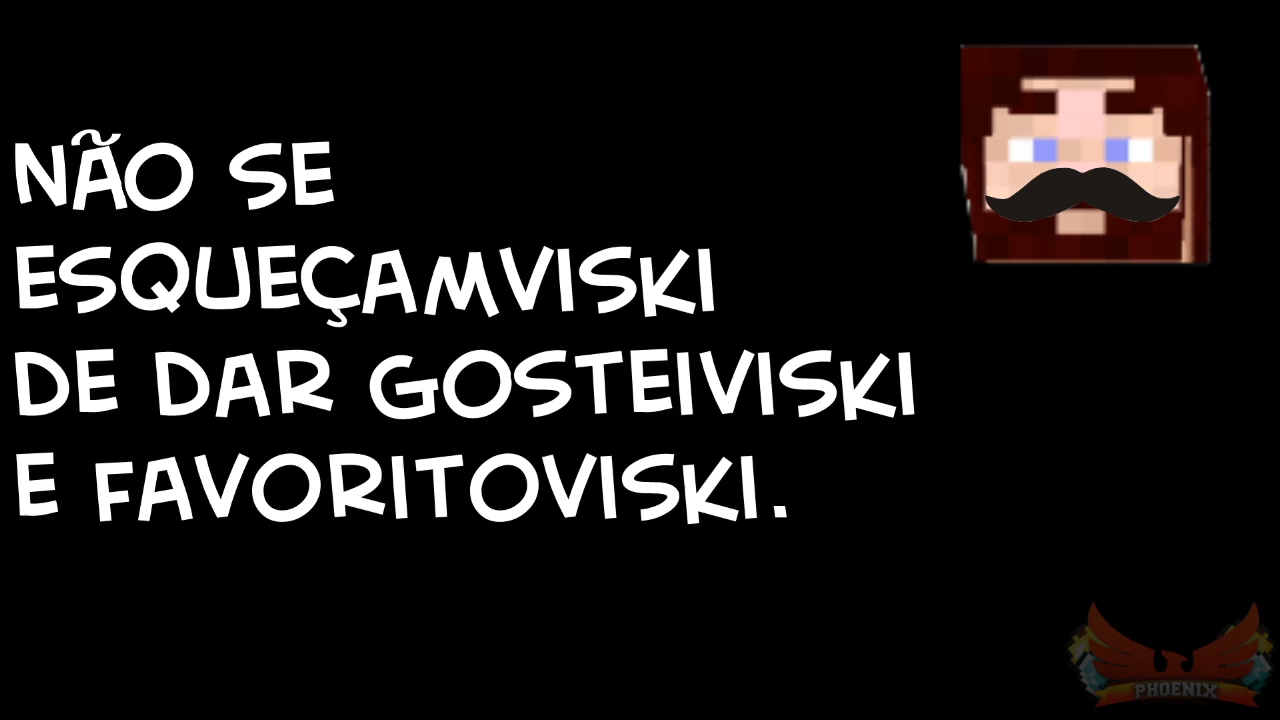 NÃO SE
ESQUEÇAMVISKI
DE DAR GOSTEIVISKI
E FAVORITOVISKI.
PHOENIX